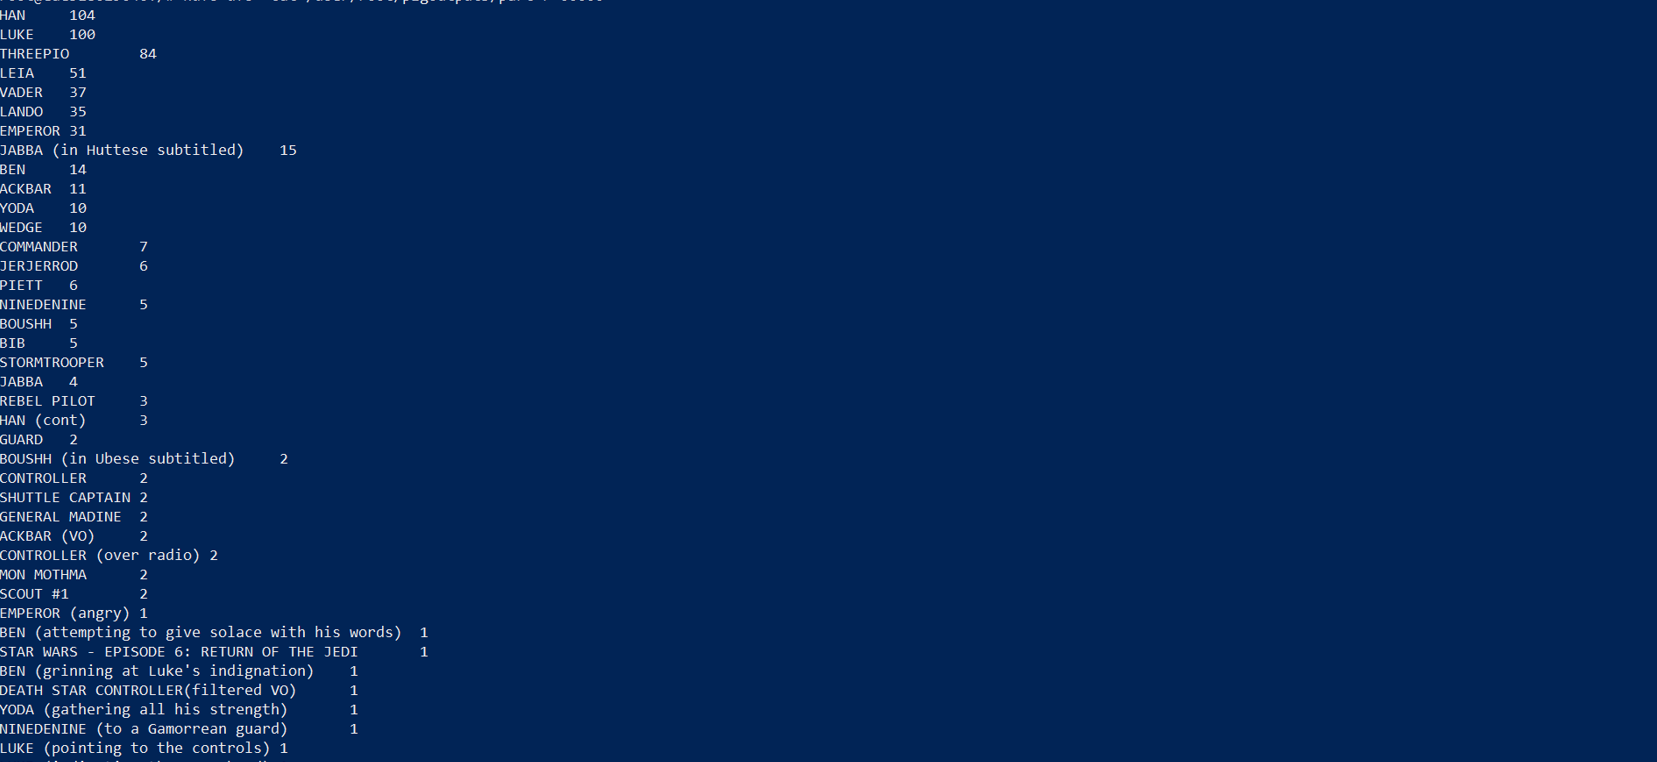 HAN 104
LUKE 100
THREEPIO 84
LEIA 51
VADER 37
LANDO 35
EMPEROR 31
JABBA (in Huttese subtitled) 15
BEN 14
ACKBAR 11
YODA 10
WEDGE 10
COMMANDER 7
JERJERROD 6
PIETT 6
NINEDENINE 5
BOUSHH 5
BIB 5
STORMTROOPER 5
JABBA 4
REBEL PILOT 3
HAN (cont) 3
GUARD 2
BOUSHH (in Ubese subtitled) 2
CONTROLLER 2
SHUTTLE CAPTAIN 2
GENERAL MADINE 2
ACKBAR (VO) 2
CONTROLLER (over radio) 2
MON MOTHMA 2
SCOUT #1 2
EMPEROR (angry) 1
BEN (attempting to give solace with his words) 1
STAR WARS - EPISODE 6: RETURN OF THE JEDI 1
BEN (grinning at Luke's indignation) 1
DEATH STAR CONTROLLER(filtered VO) 1
YODA (gathering all his strength) 1
NINEDENINE (to a Gamorrean guard) 1
LUKE (pointing to the controls) 1